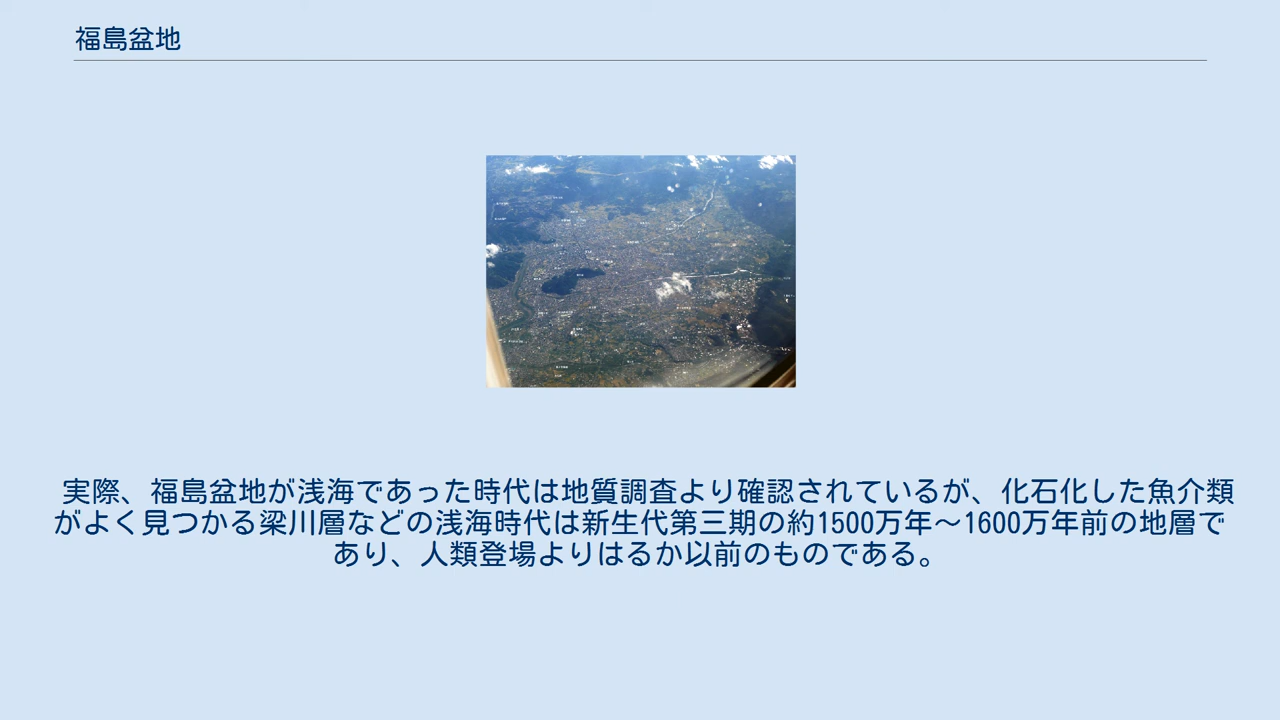 福島盆地
実際、福島盆地が浅海であった時代は地質調査より確認されているが、化石化した魚介類
がよく見つかる梁川層などの浅海時代は新生代第三期の約1500万年～1600万年前の地層で
あり、人類登場よりはるか以前のものである。